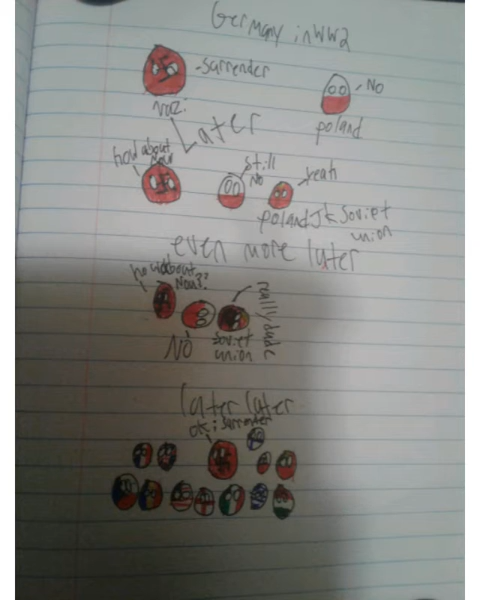 Germany in WW2
-Surrender
- No
nazi
poland
Later
how about
now
Still
No
yeah
poland Jk Soviet
union
even more later
how about
now??
really dude
NO
soviet
union
later later
ok i surrender